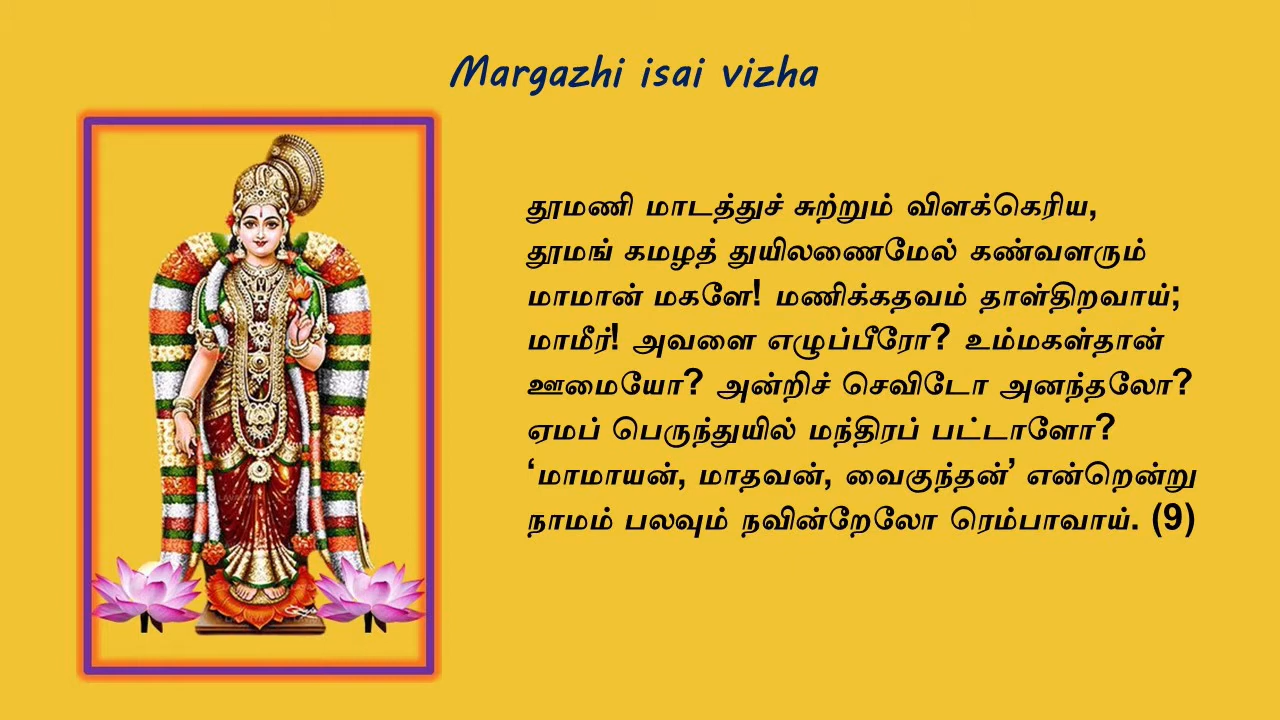 Margazhi isai vizha
தூமணி மாடத்துச் சுற்றும் விளக்கெரிய,
தூமங் கமழத் துயிலணைமேல் கண்வளரும்
மாமான் மகளே! மணிக்கதவம் தாள்திறவாய்;
மாமீர்! அவளை எழுப்பீரோ? உம்மகள்தான்
ஊமையோ? அன்றிச் செவிடோ அனந்தலோ?
ஏமப் பெருந்துயில் மந்திரப் பட்டாளோ?
‘மாமாயன், மாதவன், வைகுந்தன்’ என்றென்று
நாமம் பலவும் நவின்றேலோ ரெம்பாவாய். (9)